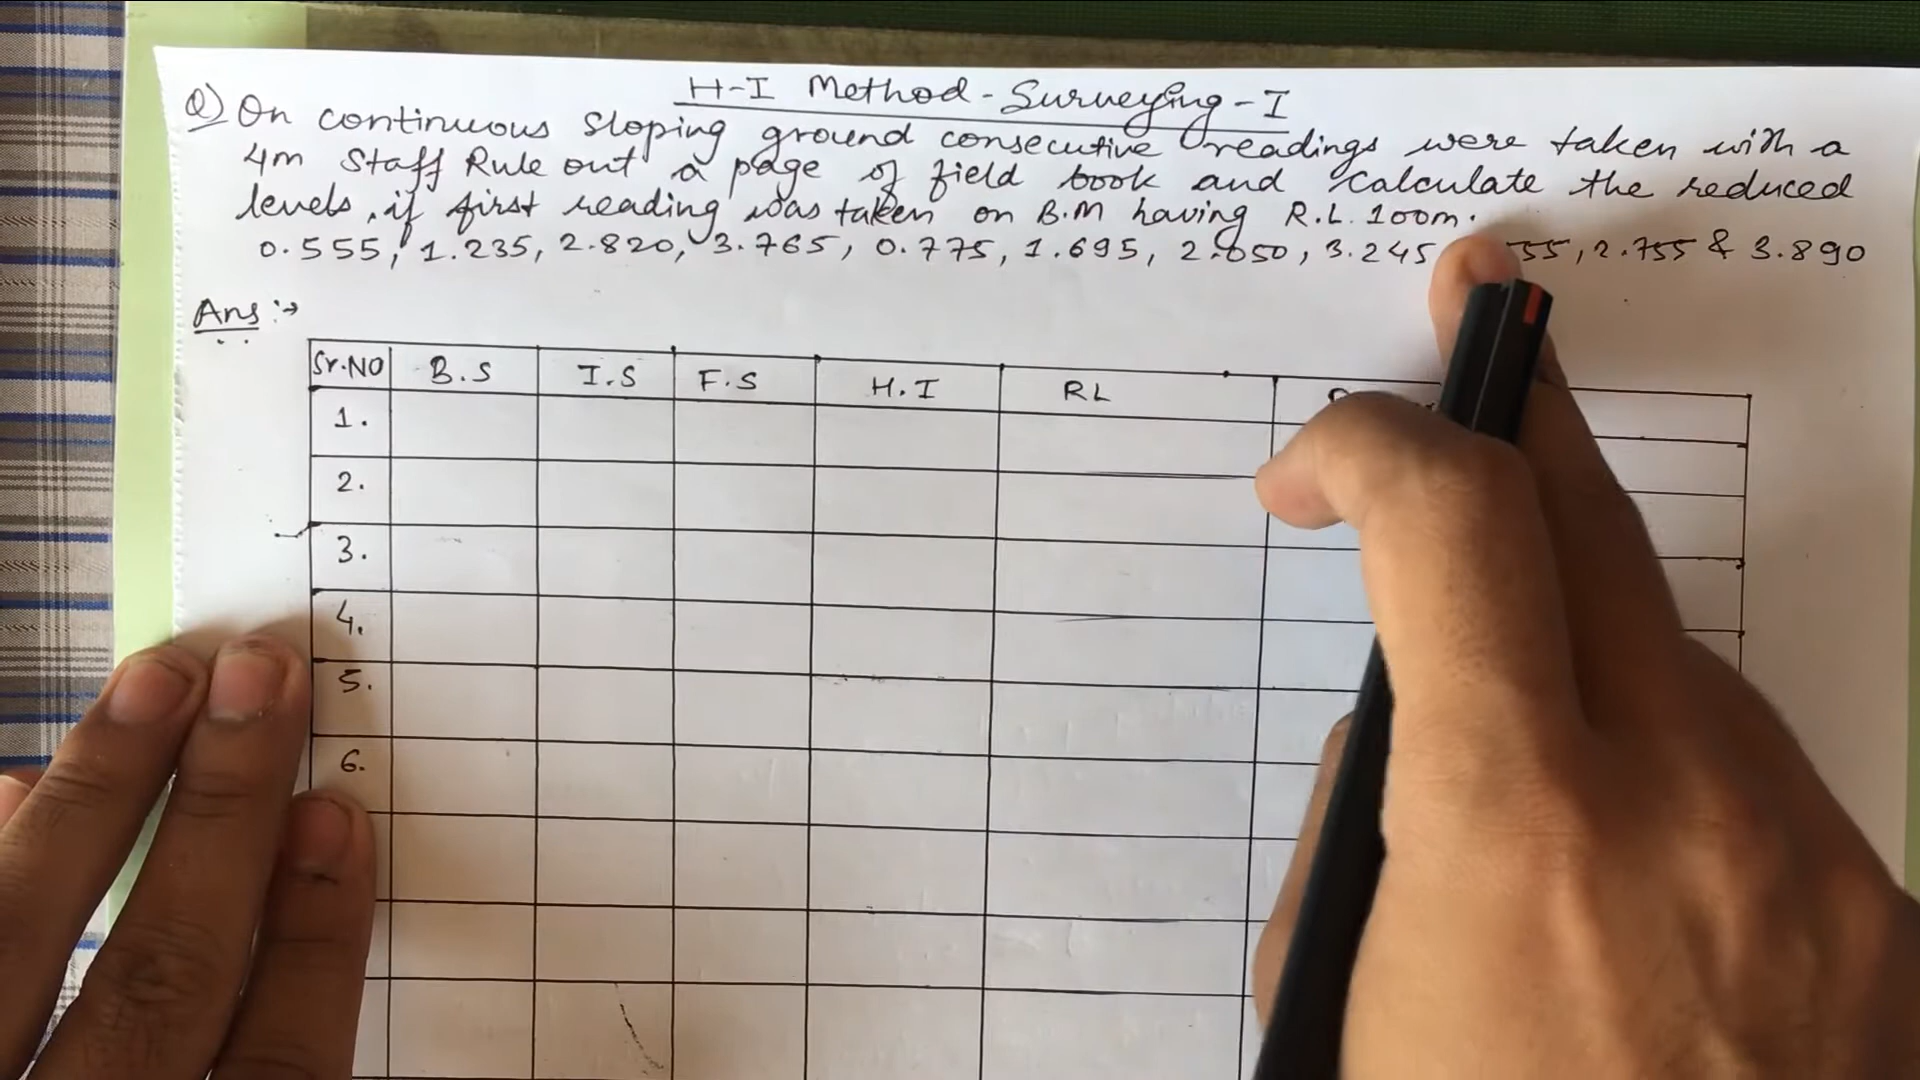 H-I Method - Surveying - I
Q) On continuous sloping ground consecutive readings were taken with a
4m Staff Rule out a page of field book and calculate the reduced
levels, if first reading was taken on B.M having R.L. 100m.
0.555, 1.235, 2.820, 3.765, 0.775, 1.695, 2.050, 3.245 55, 2.755 & 3.890
Ans :→
Sr.NO B.S I.S F.S H.I RL
1.
2.
3.
4.
5.
6.